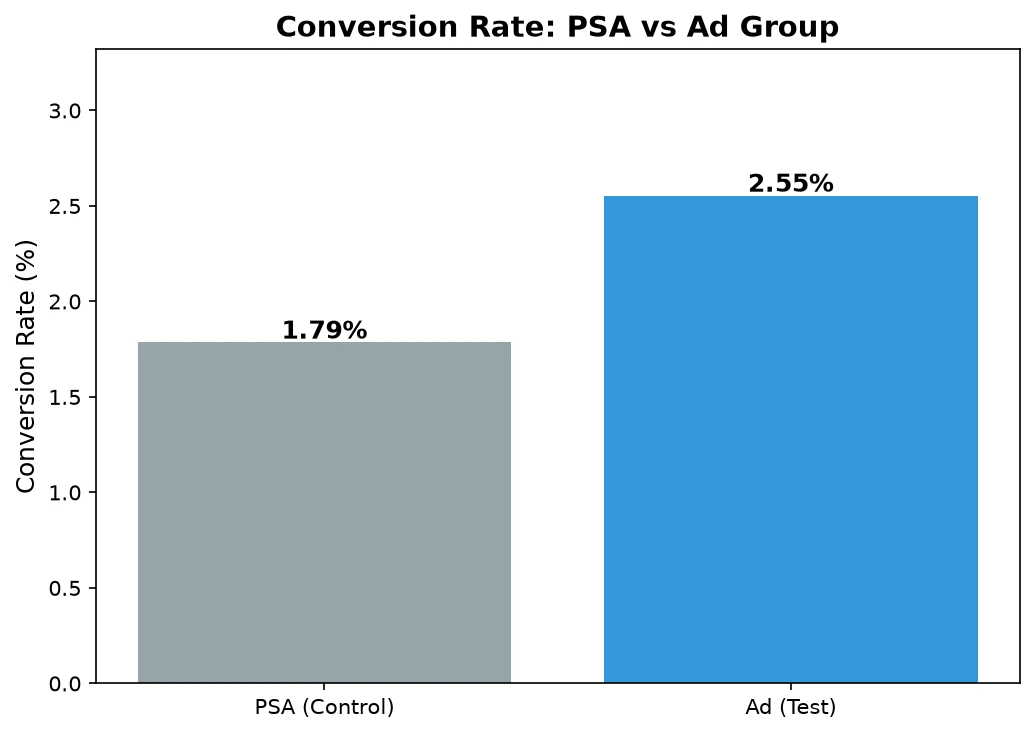 Conversion Rate: PSA vs Ad Group
Conversion Rate (%)
3.0
2.5
2.0
1.5
1.0
0.5
0.0
1.79%
2.55%
PSA (Control)
Ad (Test)